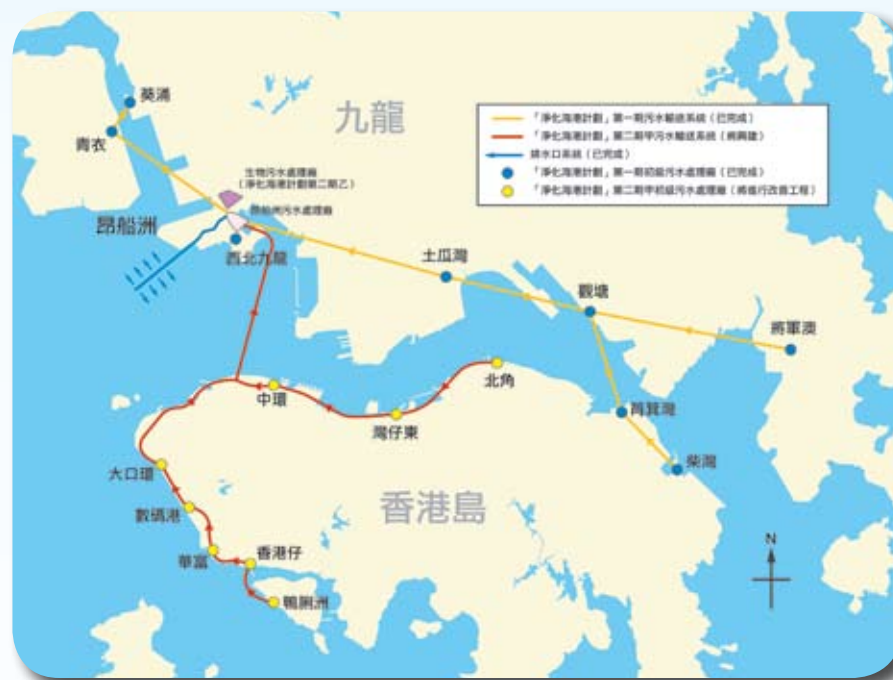 九龍
「淨化海港計劃」第一期污水輸送系統（已完成）
「淨化海港計劃」第二期甲污水輸送系統（將興建）
排水口系統（已完成）
「淨化海港計劃」第一期初級污水處理廠（已完成）
「淨化海港計劃」第二期甲初級污水處理廠（將進行改善工程）
葵涌
青衣
生物污水處理廠
（淨化海港計劃第二期乙）
昂船洲污水處理廠
昂船洲
西北九龍
土瓜灣
觀塘
將軍澳
北角
中環
灣仔東
筲箕灣
柴灣
大口環
數碼港
香港島
華富
香港仔
鴨脷洲
N